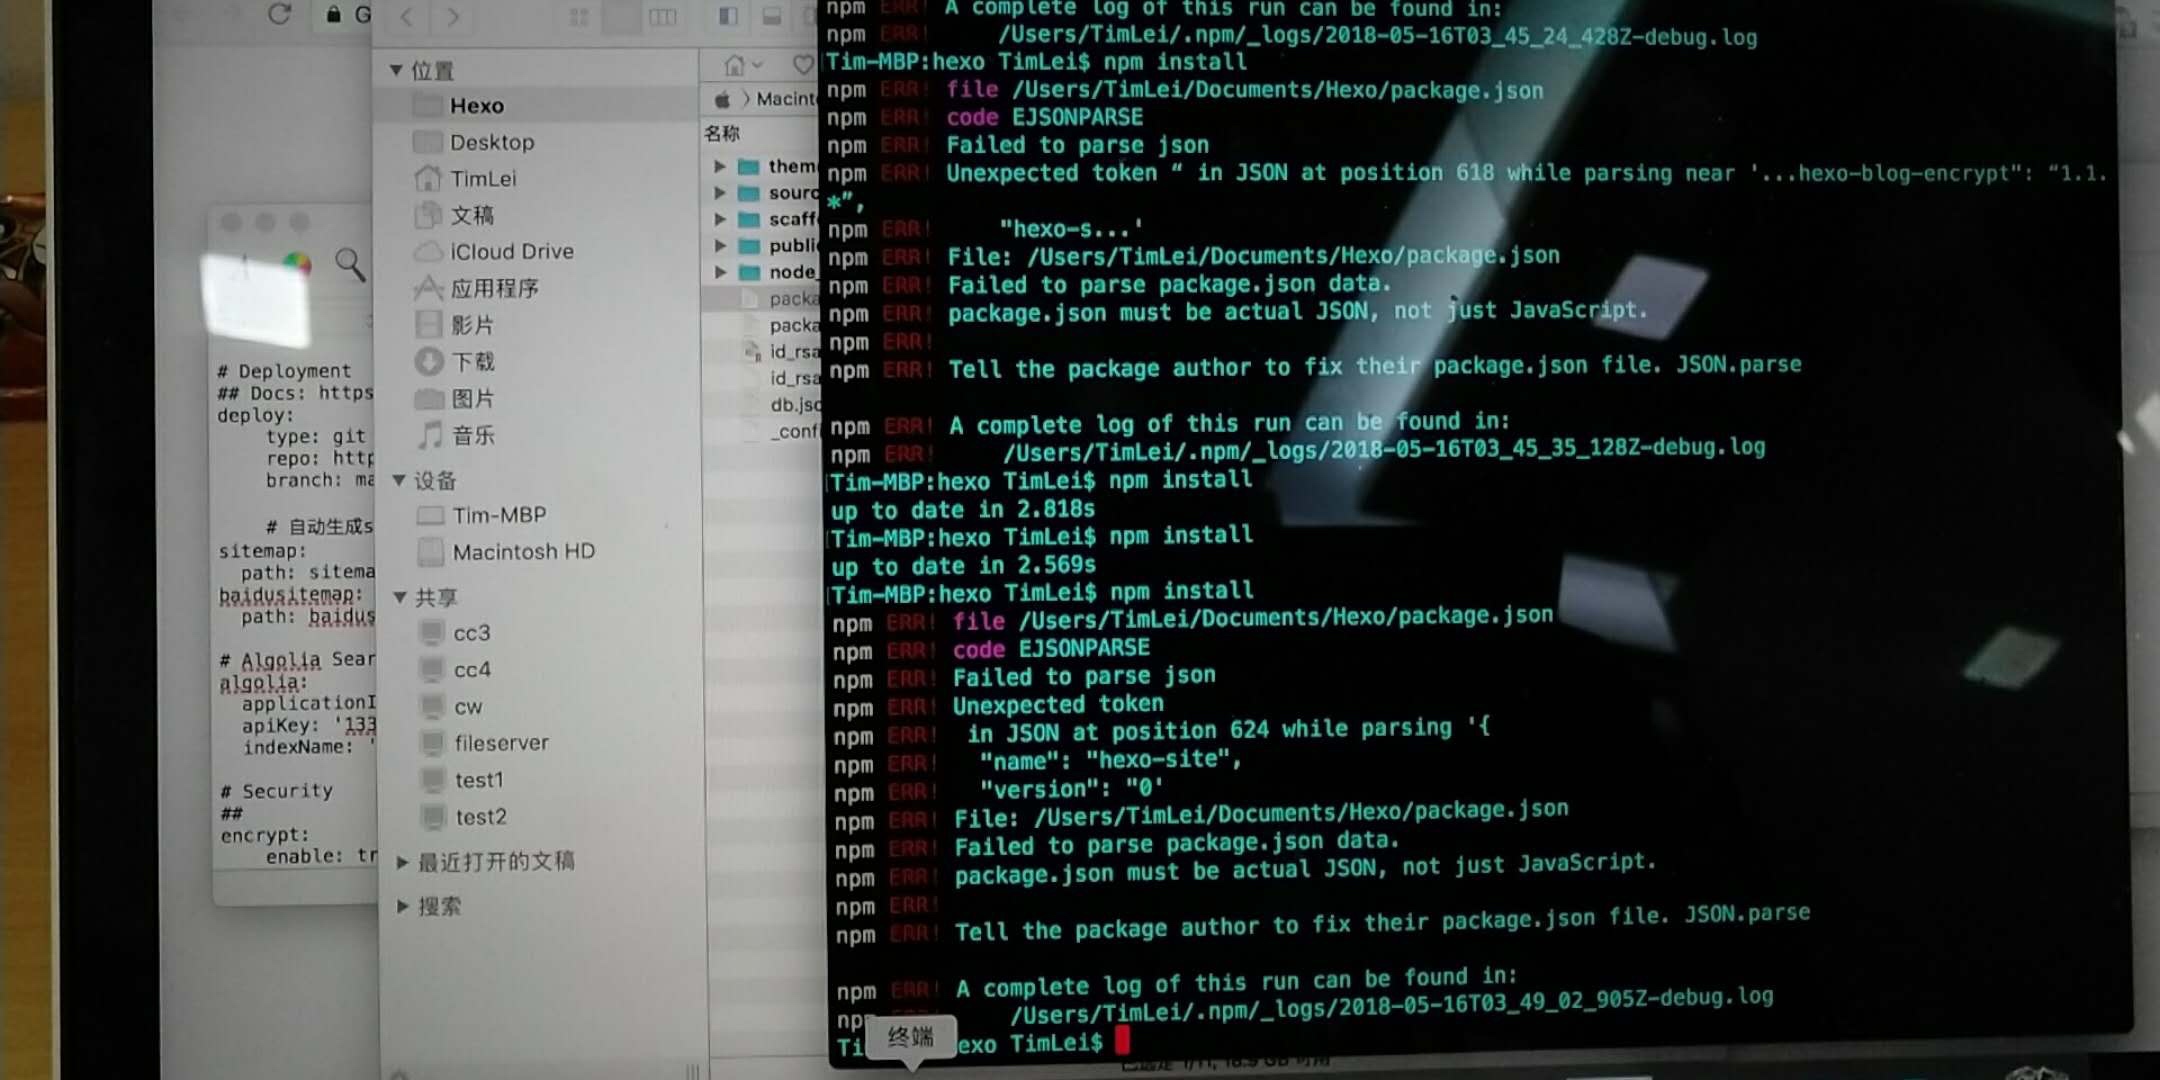 G
位置
Hexo
Desktop
TimLei
文稿
iCloud Drive
应用程序
影片
下载
图片
音乐
设备
Tim-MBP
Macintosh HD
共享
cc3
cc4
cw
fileserver
test1
test2
最近打开的文稿
搜索
# Deployment
## Docs: https
deploy:
type: git
repo: http
branch: ma
# 自动生成s
sitemap:
path: sitema
baidusitemap:
path: baidus
# Algolia Sear
algolia:
applicationI
apiKey: '133
indexName: '
# Security
##
encrypt:
enable: tr
Macint
名称
them
sourc
scaff
publi
node_
packa
packa
id_rsa
id_rsa
db.jso
_confi
npm ERR! A complete log of this run can be found in:
npm ERR!     /Users/TimLei/.npm/_logs/2018-05-16T03_45_24_428Z-debug.log
Tim-MBP:hexo TimLei$ npm install
npm ERR! file /Users/TimLei/Documents/Hexo/package.json
npm ERR! code EJSONPARSE
npm ERR! Failed to parse json
npm ERR! Unexpected token “ in JSON at position 618 while parsing near '...hexo-blog-encrypt": “1.1.
*”,
npm ERR!     "hexo-s...'
npm ERR! File: /Users/TimLei/Documents/Hexo/package.json
npm ERR! Failed to parse package.json data.
npm ERR! package.json must be actual JSON, not just JavaScript.
npm ERR!
npm ERR! Tell the package author to fix their package.json file. JSON.parse
npm ERR! A complete log of this run can be found in:
npm ERR!     /Users/TimLei/.npm/_logs/2018-05-16T03_45_35_128Z-debug.log
Tim-MBP:hexo TimLei$ npm install
up to date in 2.818s
Tim-MBP:hexo TimLei$ npm install
up to date in 2.569s
Tim-MBP:hexo TimLei$ npm install
npm ERR! file /Users/TimLei/Documents/Hexo/package.json
npm ERR! code EJSONPARSE
npm ERR! Failed to parse json
npm ERR! Unexpected token
npm ERR!  in JSON at position 624 while parsing '{
npm ERR!   "name": "hexo-site",
npm ERR!   "version": "0'
npm ERR! File: /Users/TimLei/Documents/Hexo/package.json
npm ERR! Failed to parse package.json data.
npm ERR! package.json must be actual JSON, not just JavaScript.
npm ERR!
npm ERR! Tell the package author to fix their package.json file. JSON.parse
npm ERR! A complete log of this run can be found in:
npm     /Users/TimLei/.npm/_logs/2018-05-16T03_49_02_905Z-debug.log
Ti exo TimLei$
终端